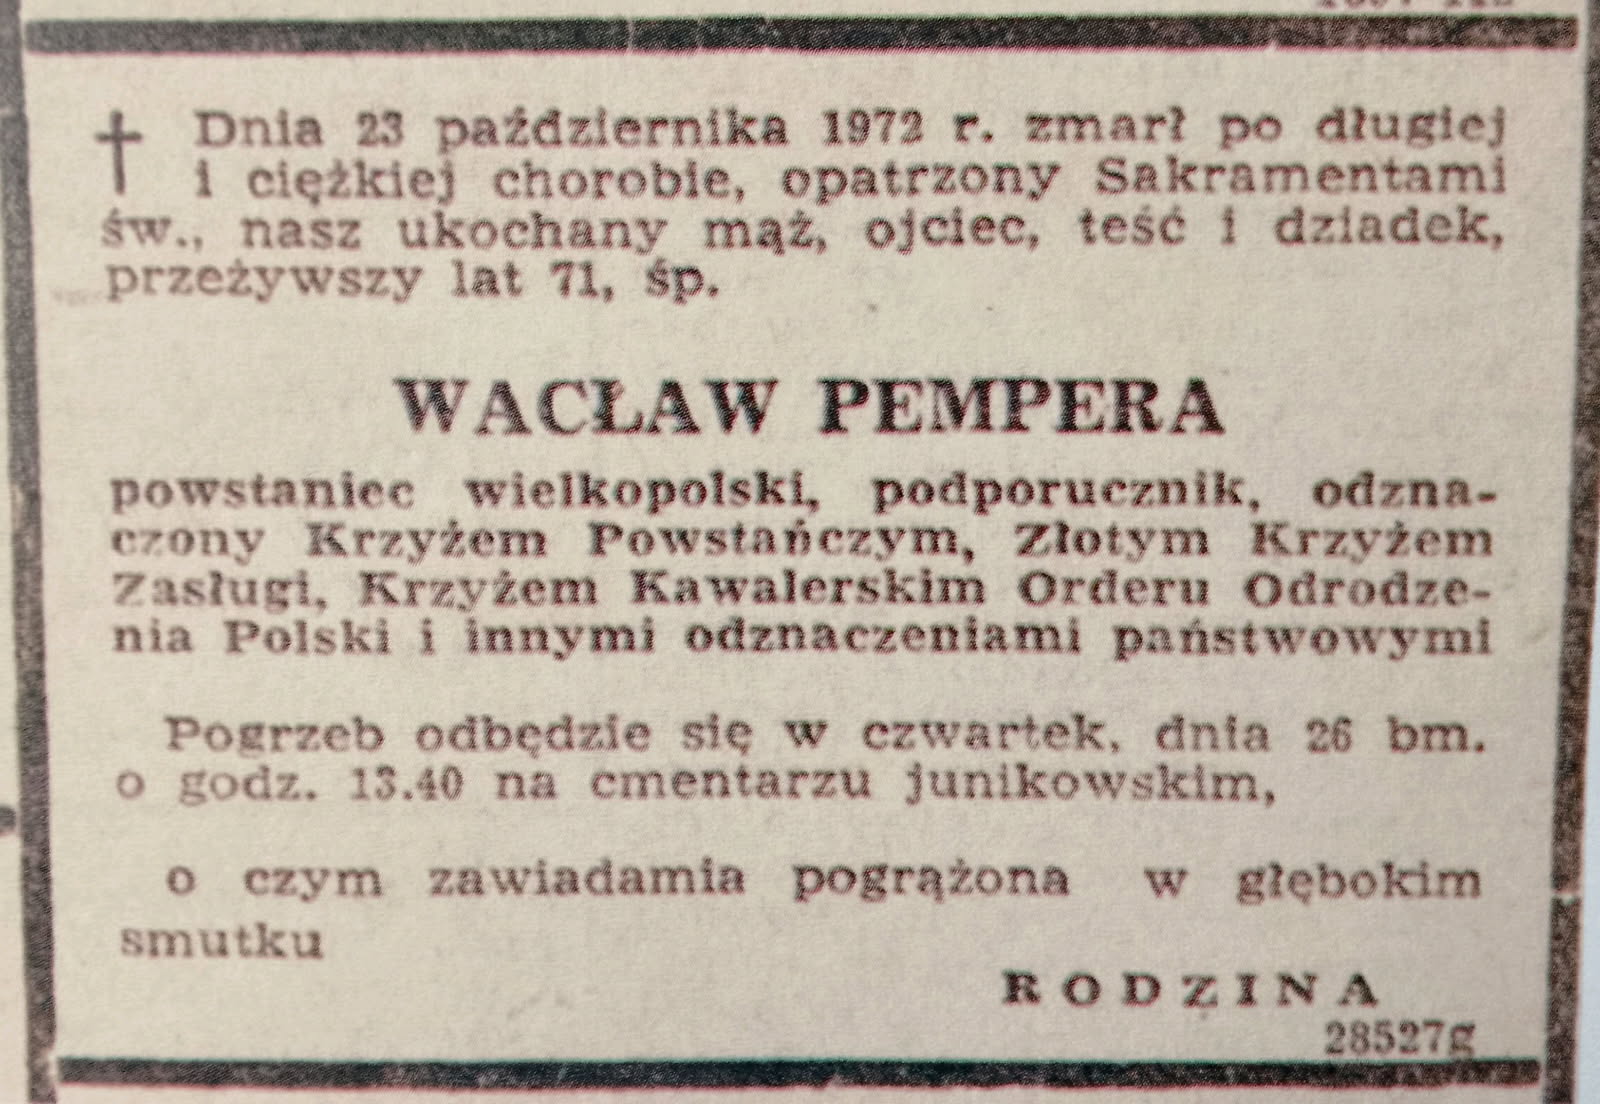 † Dnia 23 października 1972 r. zmarł po długiej
i ciężkiej chorobie, opatrzony Sakramentami
św., nasz ukochany mąż, ojciec, teść i dziadek,
przeżywszy lat 71, śp.
WACŁAW PEMPERA
powstaniec wielkopolski, podporucznik, odzna-
czony Krzyżem Powstańczym, Złotym Krzyżem
Zasługi, Krzyżem Kawalerskim Orderu Odrodze-
nia Polski i innymi odznaczeniami państwowymi
Pogrzeb odbędzie się w czwartek, dnia 26 bm.
o godz. 13.40 na cmentarzu junikowskim,
o czym zawiadamia pogrążona w głębokim
smutku
RODZINA
28527g